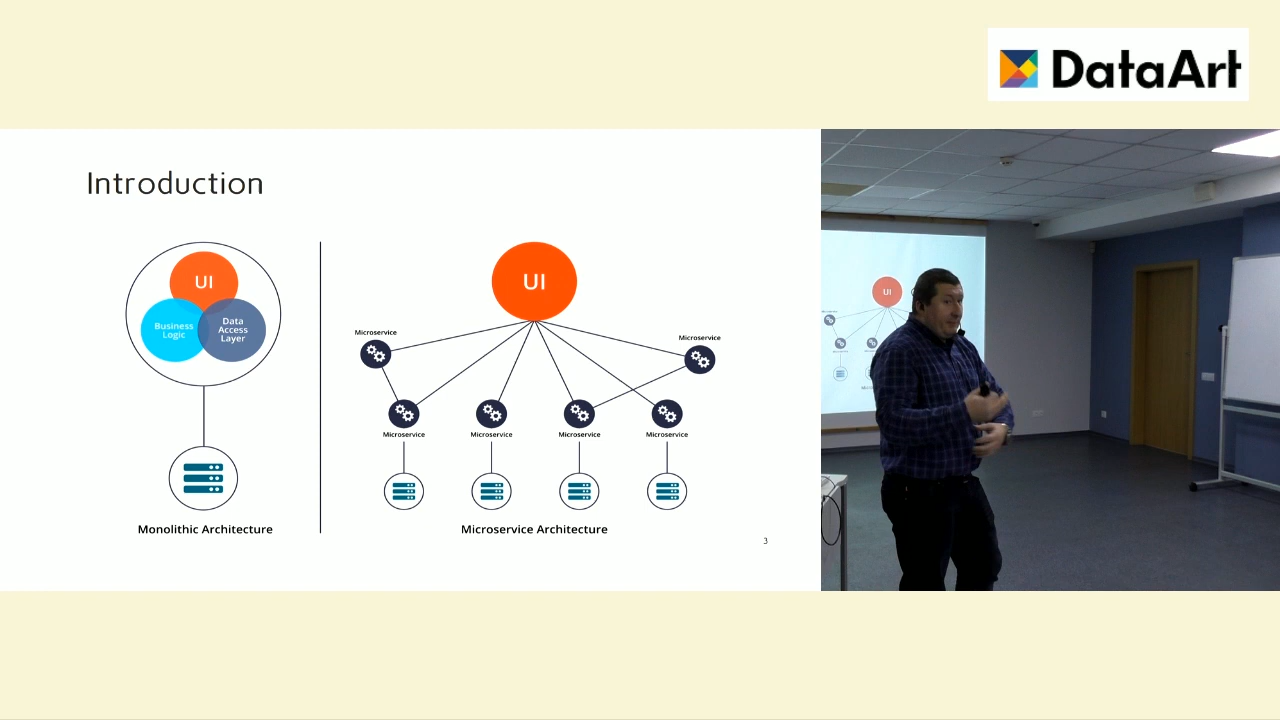 DataArt
Introduction
UI
Business
Logic
Data
Access
Layer
Monolithic Architecture
UI
Microservice
Microservice
Microservice
Microservice
Microservice
Microservice
Microservice Architecture
3
UI